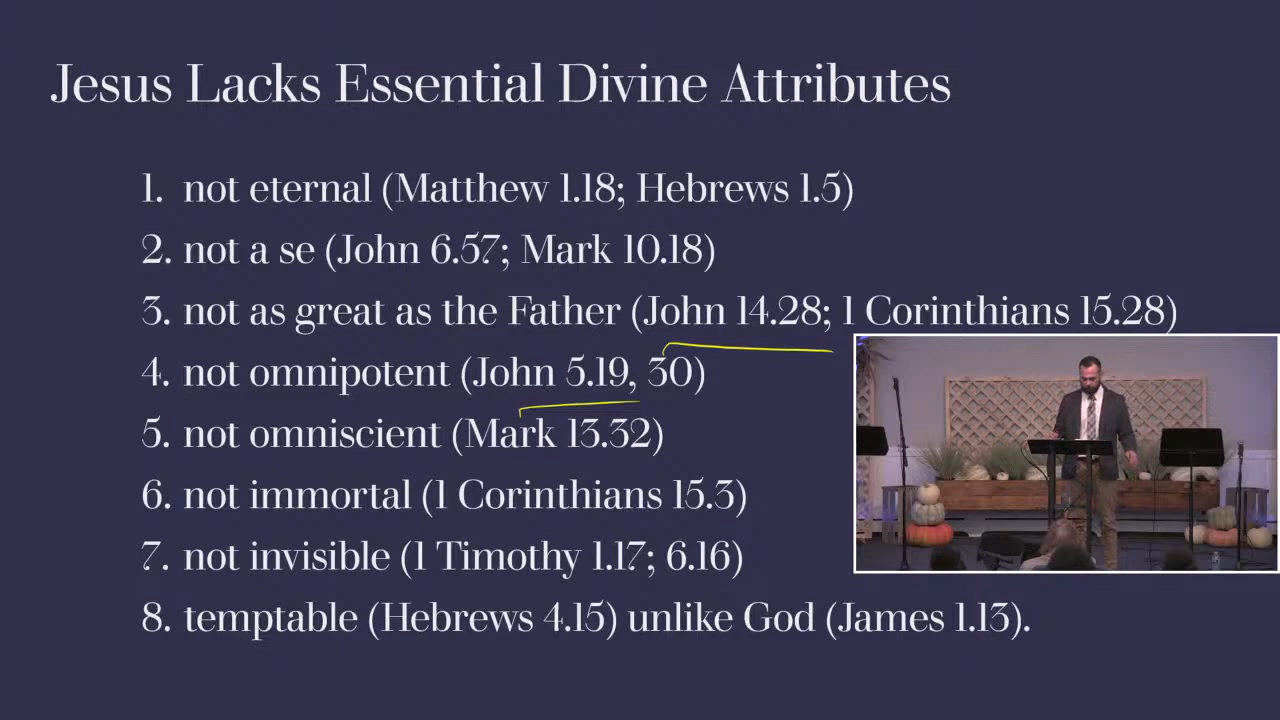 Jesus Lacks Essential Divine Attributes
1. not eternal (Matthew 1.18; Hebrews 1.5)
2. not a se (John 6.57; Mark 10.18)
3. not as great as the Father (John 14.28; 1 Corinthians 15.28)
4. not omnipotent (John 5.19, 30)
5. not omniscient (Mark 13.32)
6. not immortal (1 Corinthians 15.3)
7. not invisible (1 Timothy 1.17; 6.16)
8. temptable (Hebrews 4.15) unlike God (James 1.13).